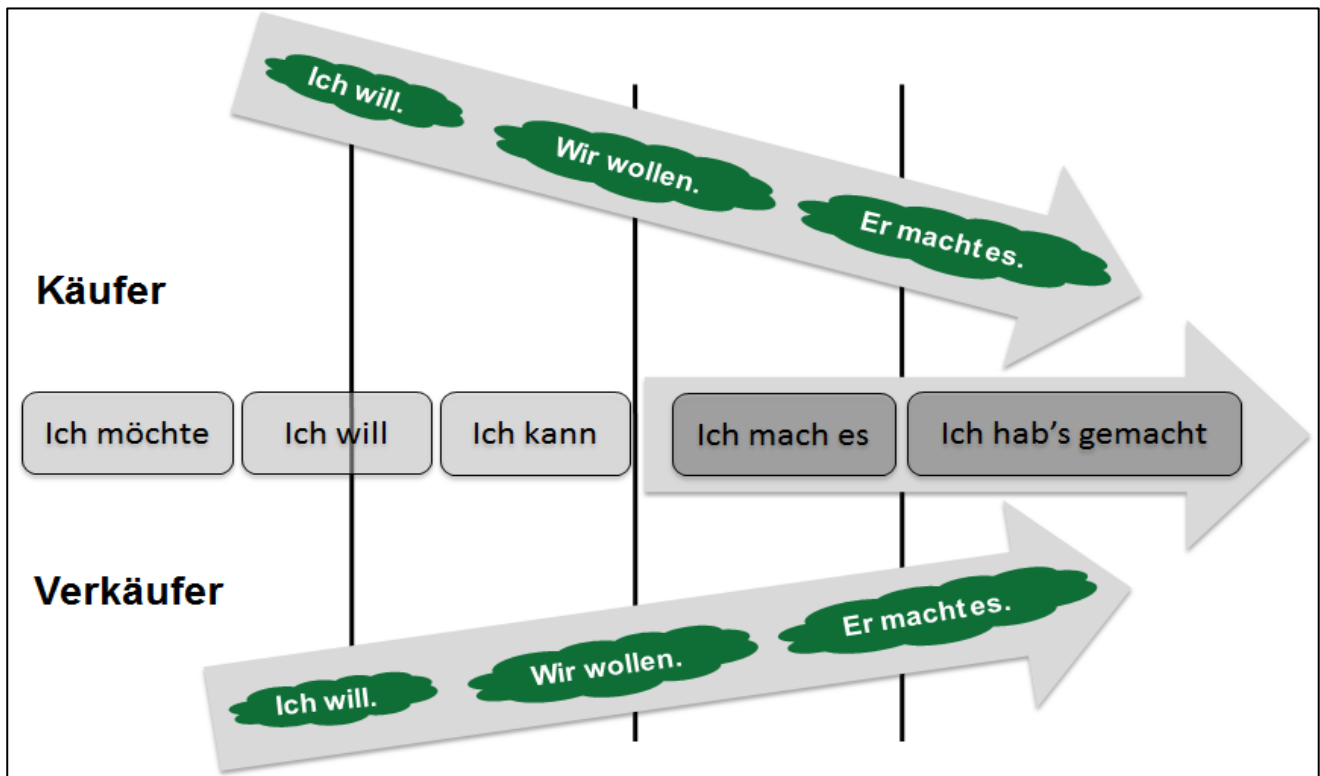 Ich will.
Wir wollen.
Er macht es.
Käufer
Ich möchte
Ich will
Ich kann
Ich mach es
Ich hab's gemacht
Verkäufer
Er macht es.
Wir wollen.
Ich will.